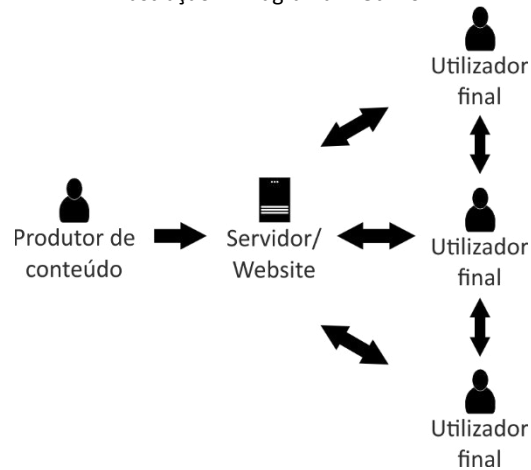 Utilizador
final
Produtor de
conteúdo
Servidor/
Website
Utilizador
final
Utilizador
final